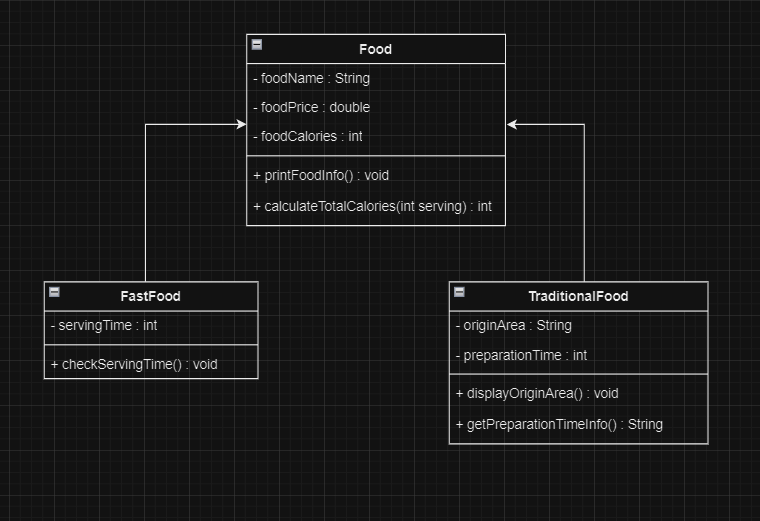 Food
- foodName : String
- foodPrice : double
- foodCalories : int
+ printFoodInfo() : void
+ calculateTotalCalories(int serving) : int
FastFood
- servingTime : int
+ checkServingTime() : void
TraditionalFood
- originArea : String
- preparationTime : int
+ displayOriginArea() : void
+ getPreparationTimeInfo() : String